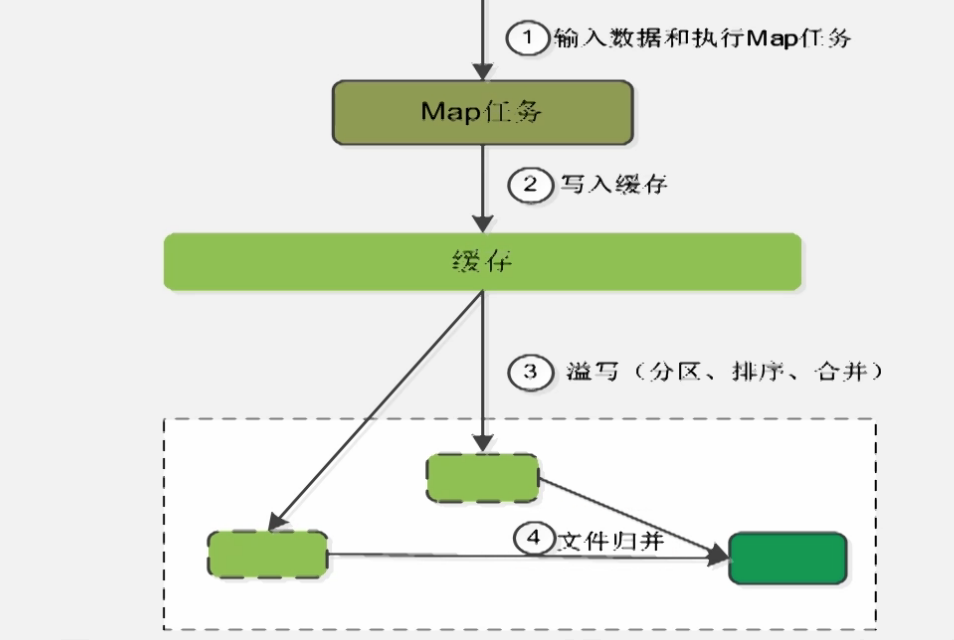 ① 输入数据和执行Map任务
Map任务
② 写入缓存
缓存
③ 溢写（分区、排序、合并）
④ 文件归并